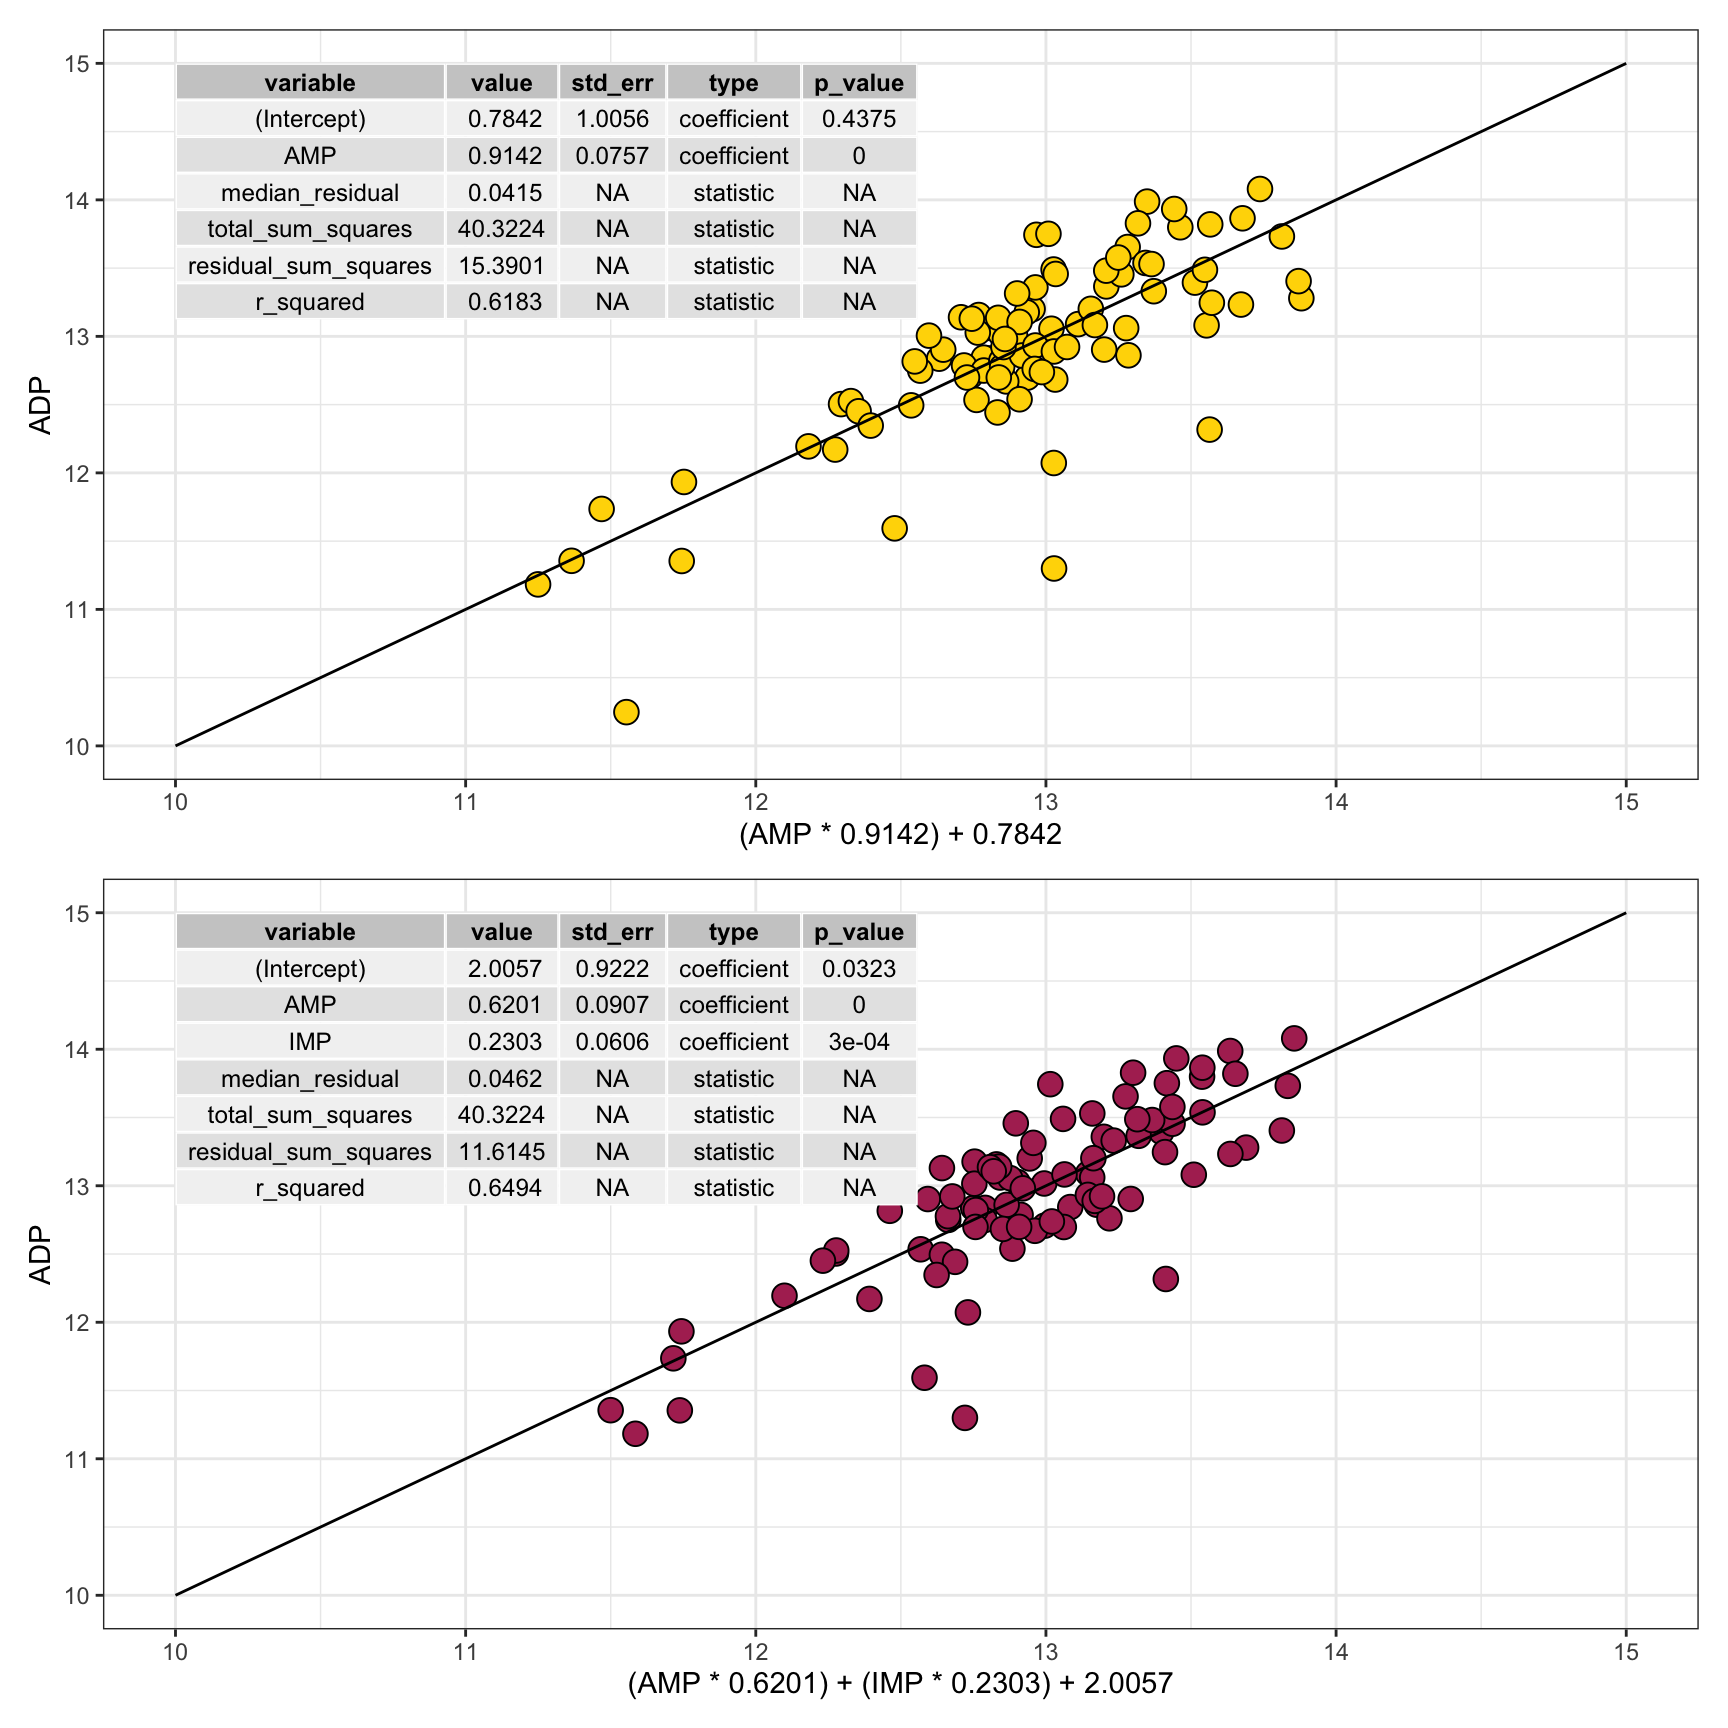 15
14
13
12
11
10
ADP
variable value std_err type p_value
(Intercept) 0.7842 1.0056 coefficient 0.4375
AMP 0.9142 0.0757 coefficient 0
median_residual 0.0415 NA statistic NA
total_sum_squares 40.3224 NA statistic NA
residual_sum_squares 15.3901 NA statistic NA
r_squared 0.6183 NA statistic NA
10 11 12 13 14 15
(AMP * 0.9142) + 0.7842
15
14
13
12
11
10
ADP
variable value std_err type p_value
(Intercept) 2.0057 0.9222 coefficient 0.0323
AMP 0.6201 0.0907 coefficient 0
IMP 0.2303 0.0606 coefficient 3e-04
median_residual 0.0462 NA statistic NA
total_sum_squares 40.3224 NA statistic NA
residual_sum_squares 11.6145 NA statistic NA
r_squared 0.6494 NA statistic NA
10 11 12 13 14 15
(AMP * 0.6201) + (IMP * 0.2303) + 2.0057